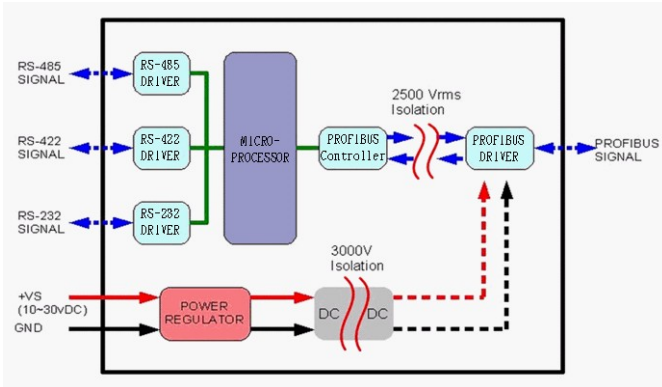 RS-485
SIGNAL
RS-485
DRIVER
RS-422
SIGNAL
RS-422
DRIVER
RS-232
SIGNAL
RS-232
DRIVER
MICRO-
PROCESSOR
PROFIBUS
Controller
2500 Vrms
Isolation
PROFIBUS
DRIVER
PROFIBUS
SIGNAL
+VS
(10~30vDC)
GND
POWER
REGULATOR
3000V
Isolation
DC DC